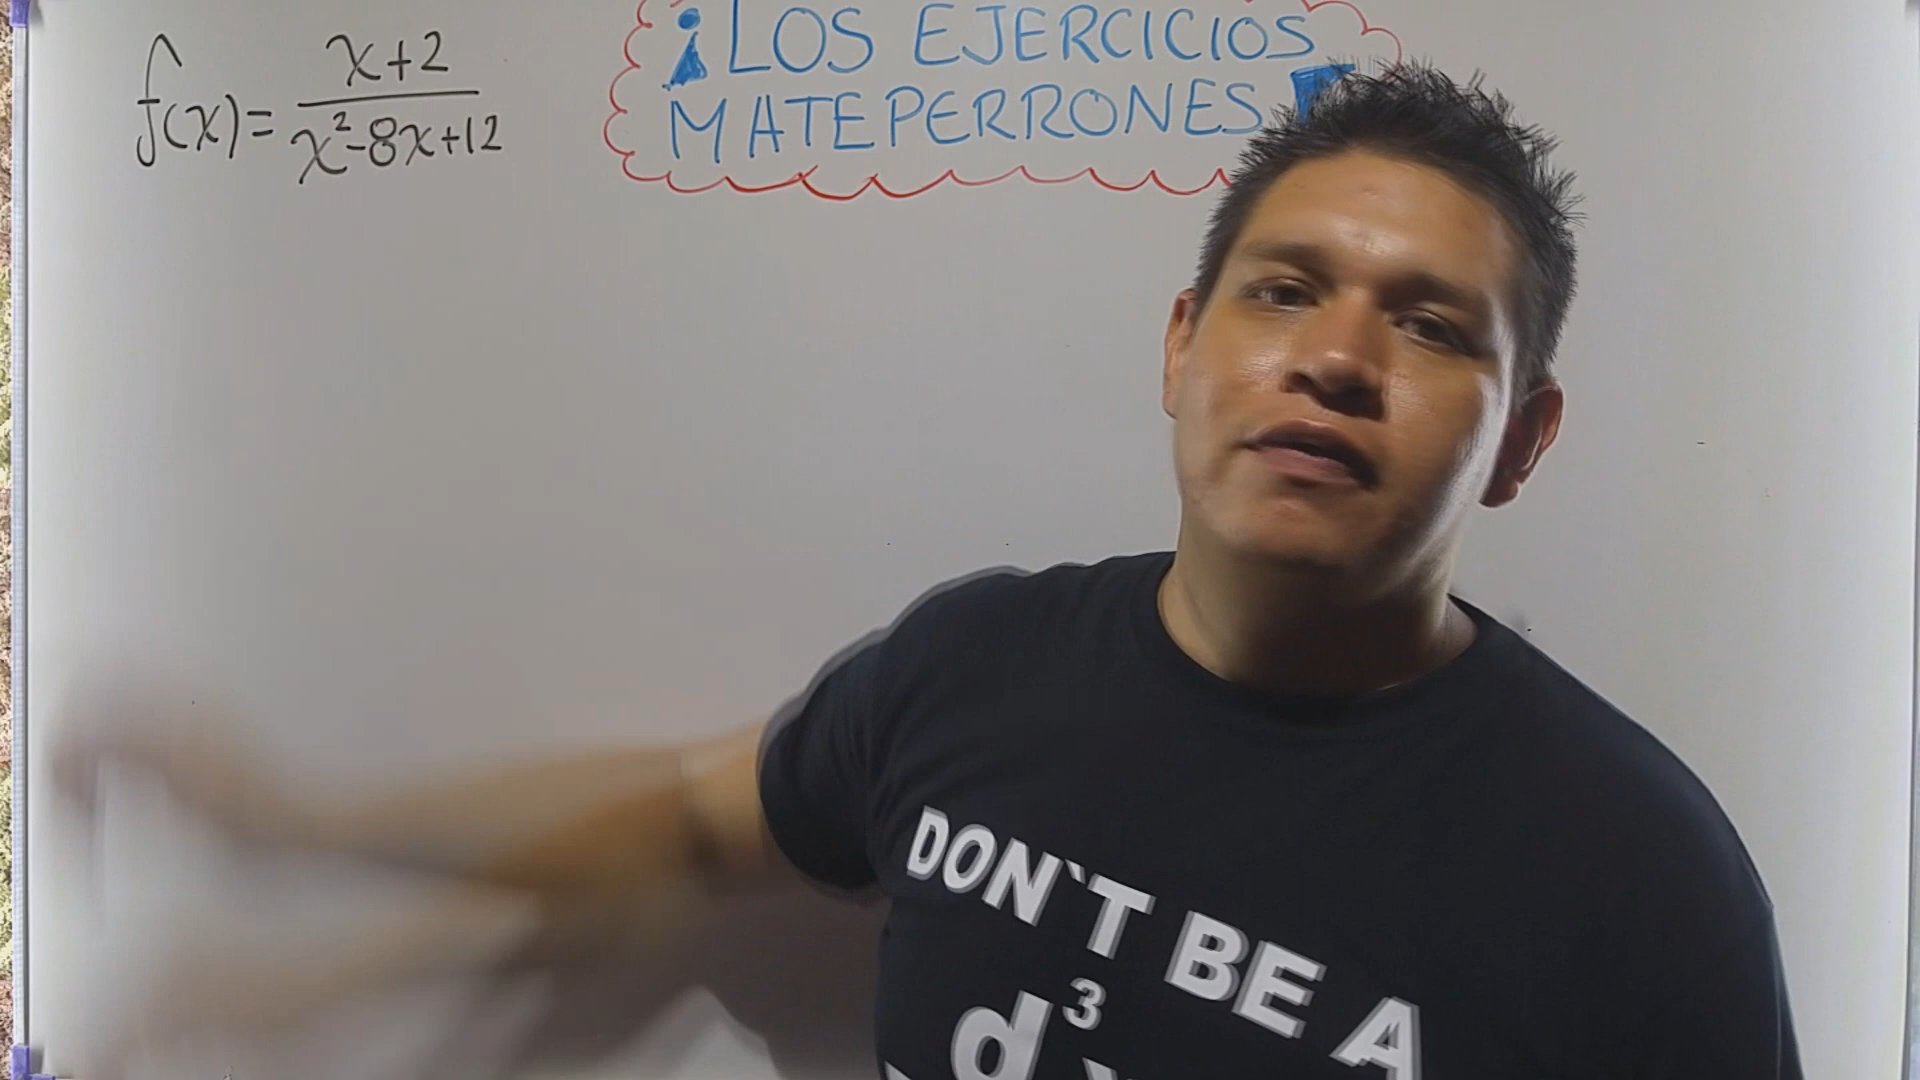 f(x) = x+2 / x²-8x+12
¡LOS EJERCICIOS
MATEPERRONES!
DON`T BE A
d³